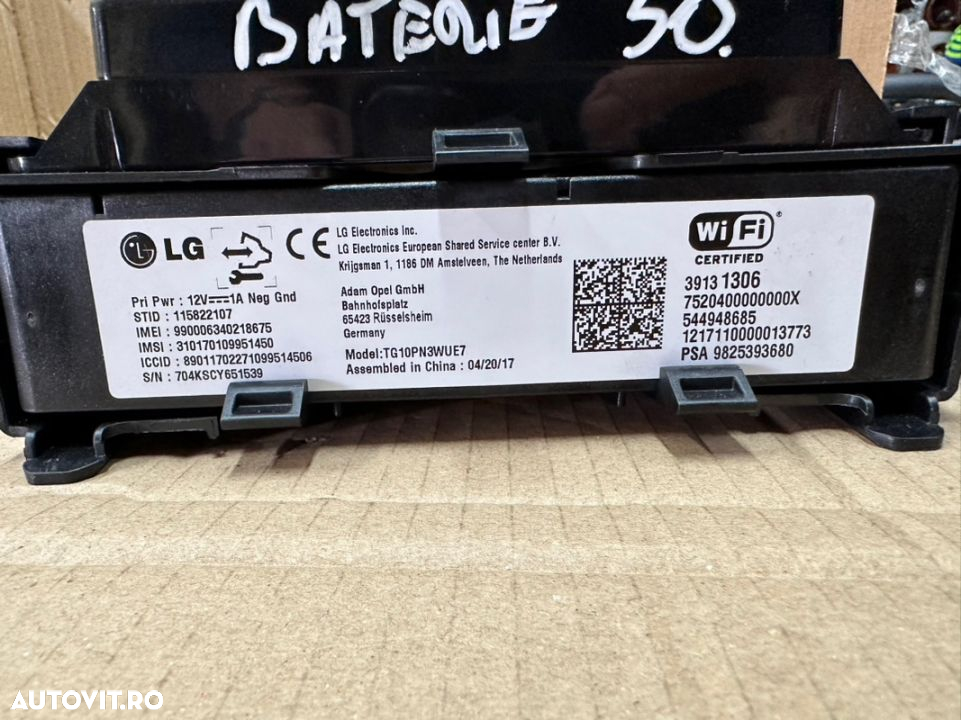 BATERIE 50.
LG
CE
LG Electronics Inc.
LG Electronics European Shared Service center B.V.
Krijgsman 1, 1186 DM Amstelveen, The Netherlands
Pri Pwr : 12V 1A Neg Gnd
STID : 115822107
IMEI : 990006340218675
IMSI : 310170109951450
ICCID : 89011702271099514506
S/N : 704KSCY651539
Adam Opel GmbH
Bahnhofsplatz
65423 Rüsselsheim
Germany
Model:TG10PN3WUE7
Assembled in China : 04/20/17
Wi Fi ®
CERTIFIED
39131306
7520400000000X
544948685
1217110000013773
PSA 9825393680
AUTOVIT.RO